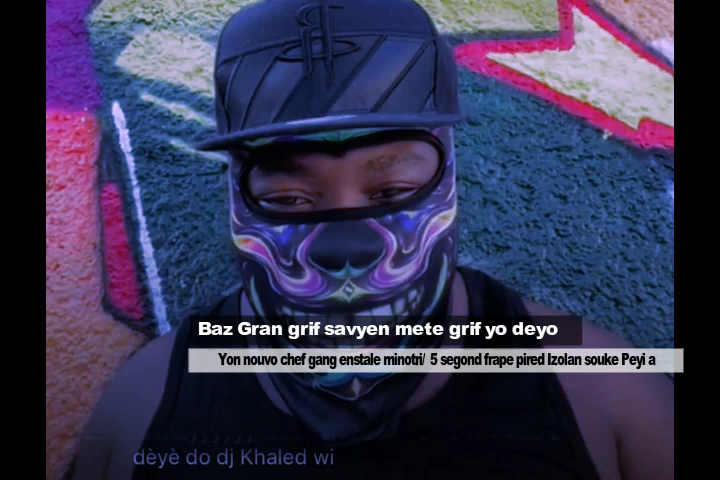 Baz Gran grif savyen mete grif yo deyo
Yon nouvo chef gang enstale minotri/ 5 segond frape pired Izolan souke Peyi a
dèyè do dj Khaled wi